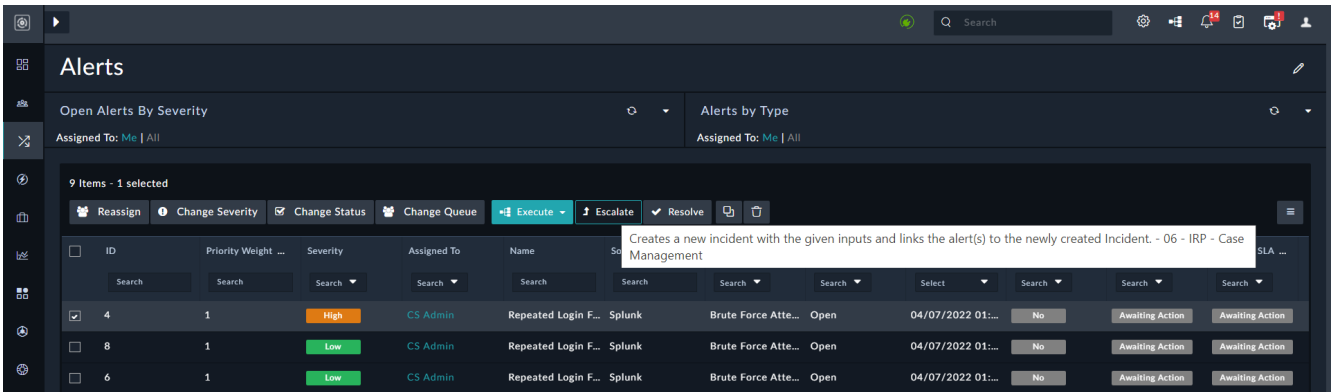 Search
14
!
Alerts
Open Alerts By Severity
Alerts by Type
Assigned To: Me | All
Assigned To: Me | All
9 Items - 1 selected
Reassign Change Severity Change Status Change Queue Execute Escalate Resolve
Creates a new incident with the given inputs and links the alert(s) to the newly created Incident. - 06 - IRP - Case
Management
ID Priority Weight ... Severity Assigned To Name So SLA ...
Search Search Search Search Search Search Search Search Select Search Search Search
4 1 High CS Admin Repeated Login F... Splunk Brute Force Atte... Open 04/07/2022 01:... No Awaiting Action Awaiting Action
8 1 Low CS Admin Repeated Login F... Splunk Brute Force Atte... Open 04/07/2022 01:... No Awaiting Action Awaiting Action
6 1 Low CS Admin Repeated Login F... Splunk Brute Force Atte... Open 04/07/2022 01:... No Awaiting Action Awaiting Action